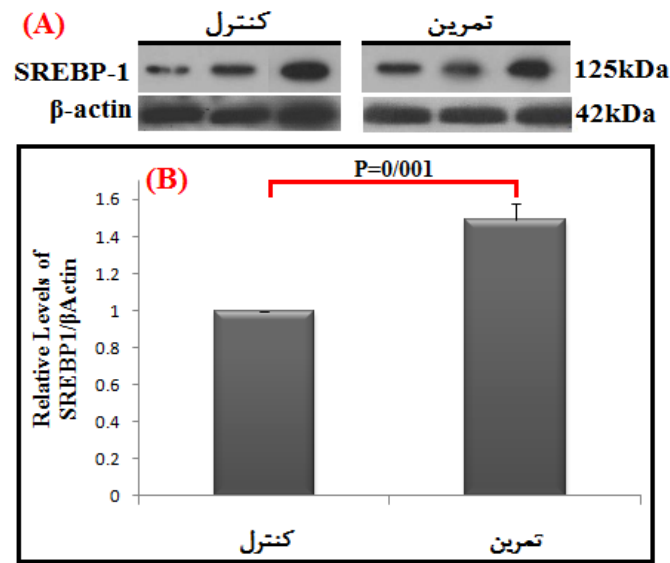 (A) کنترل تمرین
SREBP-1 125kDa
β-actin 42kDa
(B) P=0/001
Relative Levels of
SREBP1/βActin
1.6
1.4
1.2
1
0.8
0.6
0.4
0.2
0
کنترل تمرین